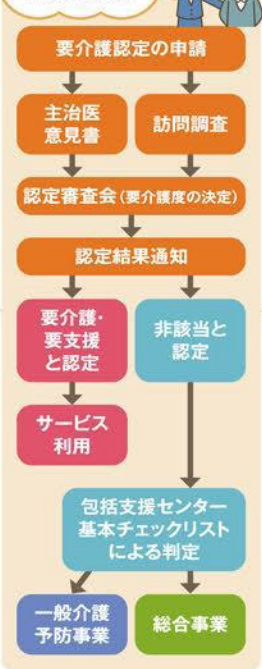 要介護認定の申請
主治医
意見書
訪問調査
認定審査会(要介護度の決定)
認定結果通知
要介護・
要支援
と認定
非該当と
認定
サービス
利用
包括支援センター
基本チェックリスト
による判定
一般介護
予防事業
総合事業